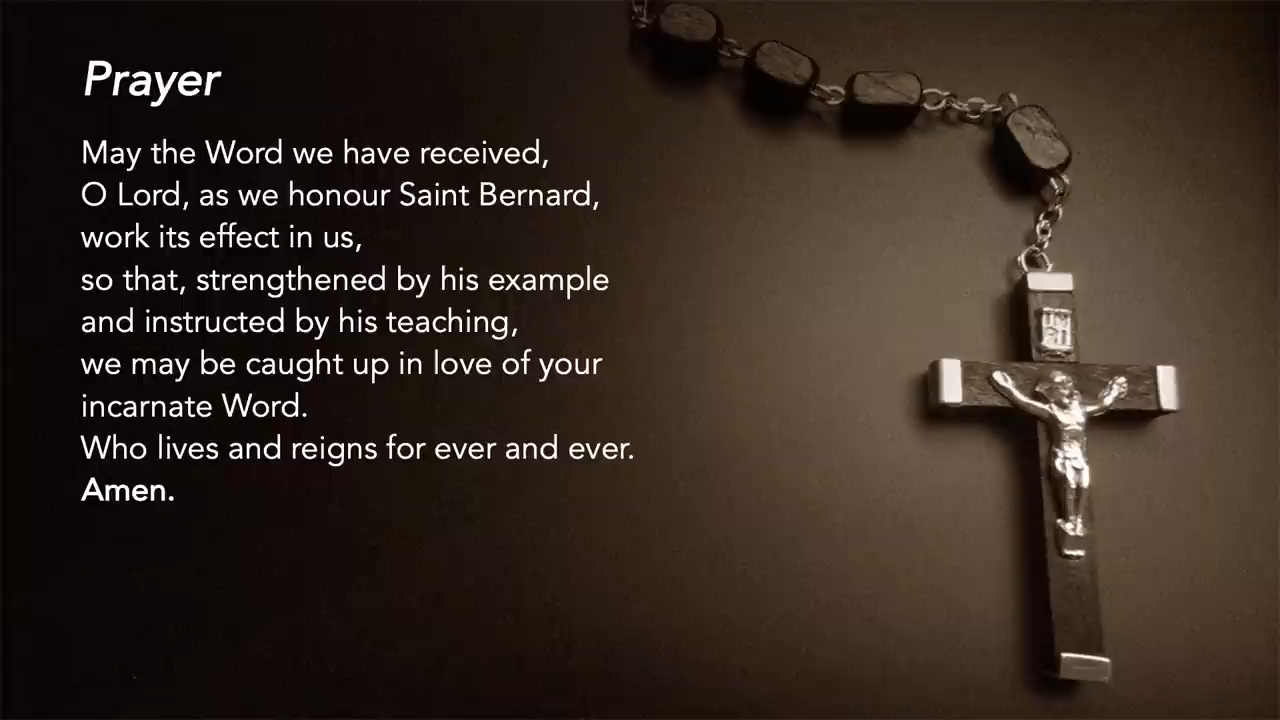 Prayer
May the Word we have received,
O Lord, as we honour Saint Bernard,
work its effect in us,
so that, strengthened by his example
and instructed by his teaching,
we may be caught up in love of your
incarnate Word.
Who lives and reigns for ever and ever.
Amen.